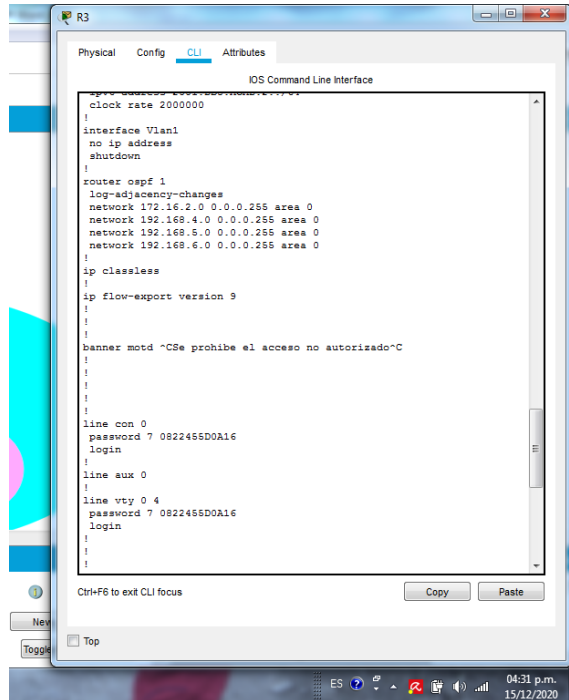 R3
Physical Config CLI Attributes
IOS Command Line Interface
clock rate 2000000
!
interface Vlan1
no ip address
shutdown
!
router ospf 1
log-adjacency-changes
network 172.16.2.0 0.0.0.255 area 0
network 192.168.4.0 0.0.0.255 area 0
network 192.168.5.0 0.0.0.255 area 0
network 192.168.6.0 0.0.0.255 area 0
!
ip classless
!
ip flow-export version 9
!
!
!
banner motd ^CSe prohibe el acceso no autorizado^C
!
!
!
!
!
line con 0
password 7 0822455D0A16
login
!
line aux 0
!
line vty 0 4
password 7 0822455D0A16
login
!
!
!
Ctrl+F6 to exit CLI focus
Copy Paste
New
Top
Toggle
ES
04:31 p.m.
15/12/2020